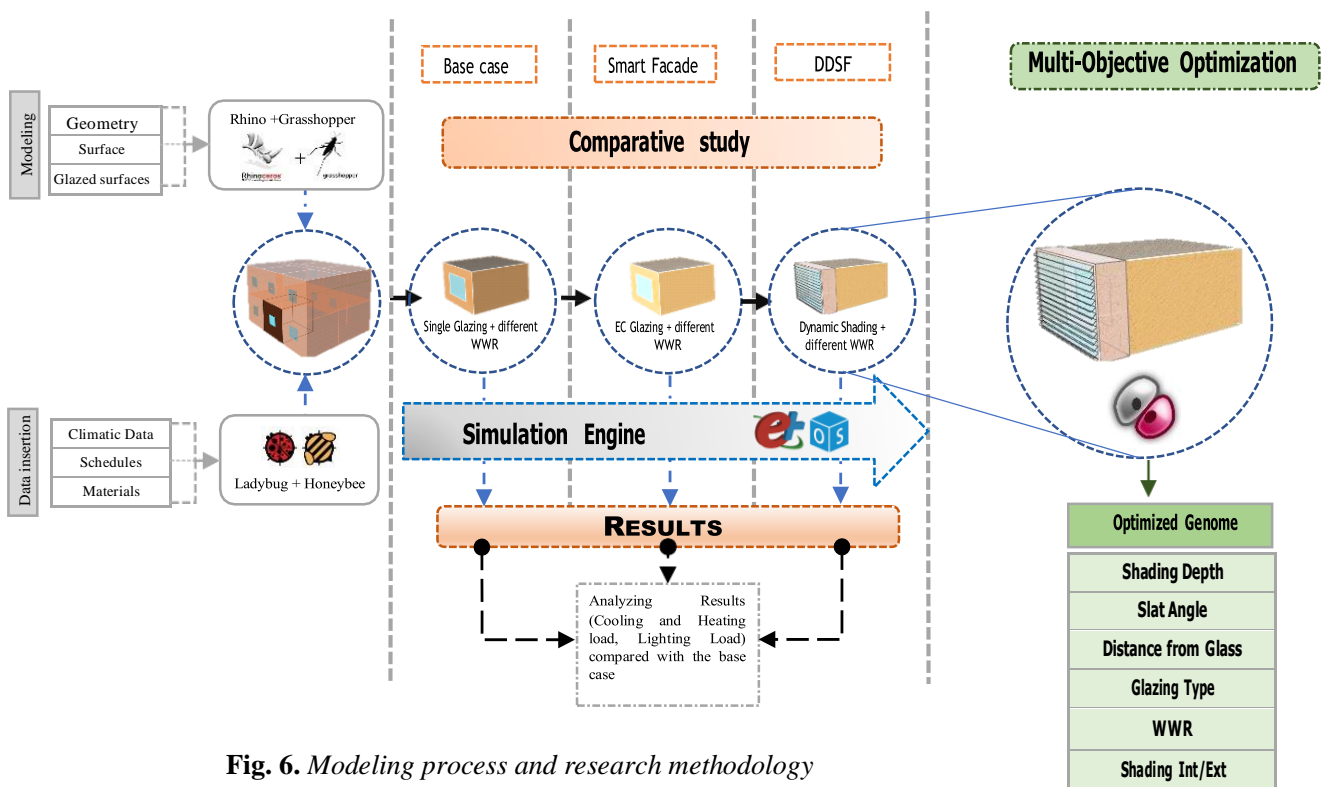 Modeling
Geometry
Surface
Glazed surfaces
Rhino +Grasshopper
+
Rhinoceros
grasshopper
Data insertion
Climatic Data
Schedules
Materials
Ladybug + Honeybee
Base case
Smart Facade
DDSF
Comparative study
Single Glazing + different
WWR
EC Glazing + different
WWR
Dynamic Shading +
different WWR
Simulation Engine
OS
RESULTS
Analyzing Results
(Cooling and Heating
load, Lighting Load)
compared with the base
case
Multi-Objective Optimization
Optimized Genome
Shading Depth
Slat Angle
Distance from Glass
Glazing Type
WWR
Shading Int/Ext
Fig. 6. Modeling process and research methodology